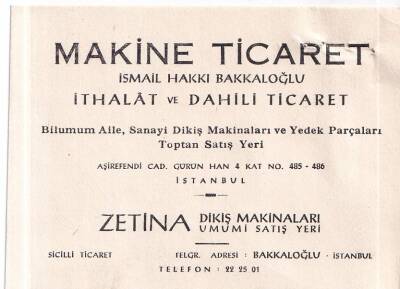 MAKİNE TİCARET
İSMAİL HAKKI BAKKALOĞLU
İTHALÂT VE DAHİLİ TİCARET
Bilumum Aile, Sanayi Dikiş Makinaları ve Yedek Parçaları
Toptan Satış Yeri
AŞİREFENDİ CAD. GURUN HAN 4 KAT NO. 485 - 486
İSTANBUL
ZETİNA DİKİŞ MAKİNALARI
UMUMİ SATIŞ YERİ
SİCİLLİ TİCARET
FELGR. ADRESİ : BAKKALOĞLU - İSTANBUL
TELEFON : 22 25 01